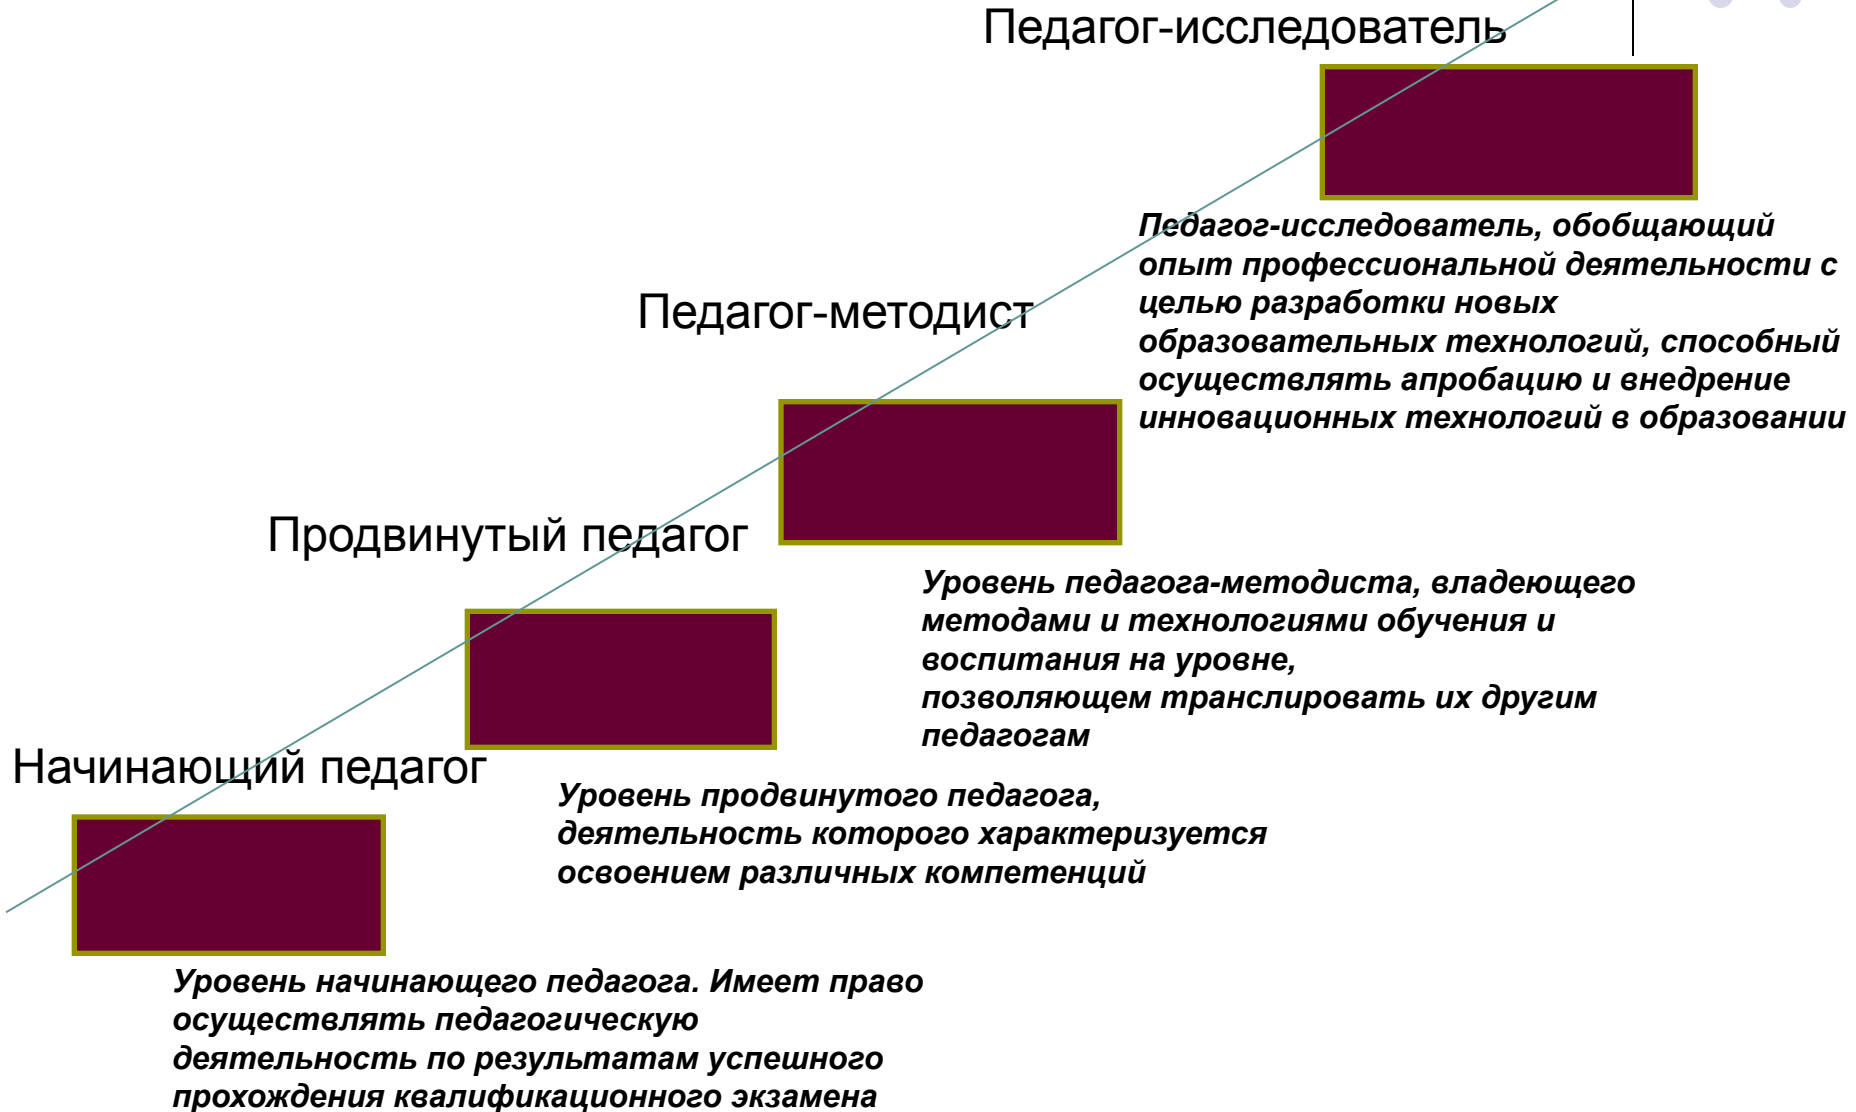 Педагог-исследователь
Педагог-исследователь, обобщающий
опыт профессиональной деятельности с
целью разработки новых
образовательных технологий, способный
осуществлять апробацию и внедрение
инновационных технологий в образовании
Педагог-методист
Уровень педагога-методиста, владеющего
методами и технологиями обучения и
воспитания на уровне,
позволяющем транслировать их другим
педагогам
Продвинутый педагог
Уровень продвинутого педагога,
деятельность которого характеризуется
освоением различных компетенций
Начинающий педагог
Уровень начинающего педагога. Имеет право
осуществлять педагогическую
деятельность по результатам успешного
прохождения квалификационного экзамена